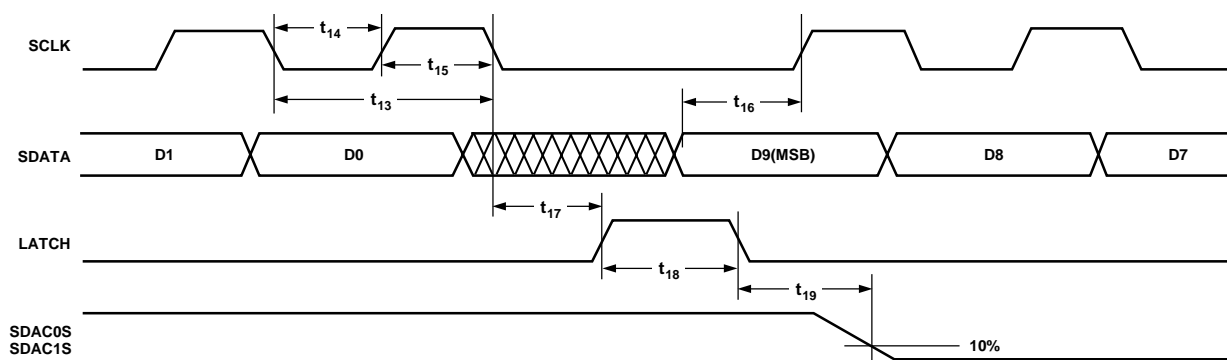 SCLK
t14
t15
t13
t16
SDATA
D1
D0
D9(MSB)
D8
D7
t17
LATCH
t18
t19
SDAC0S
SDAC1S
10%